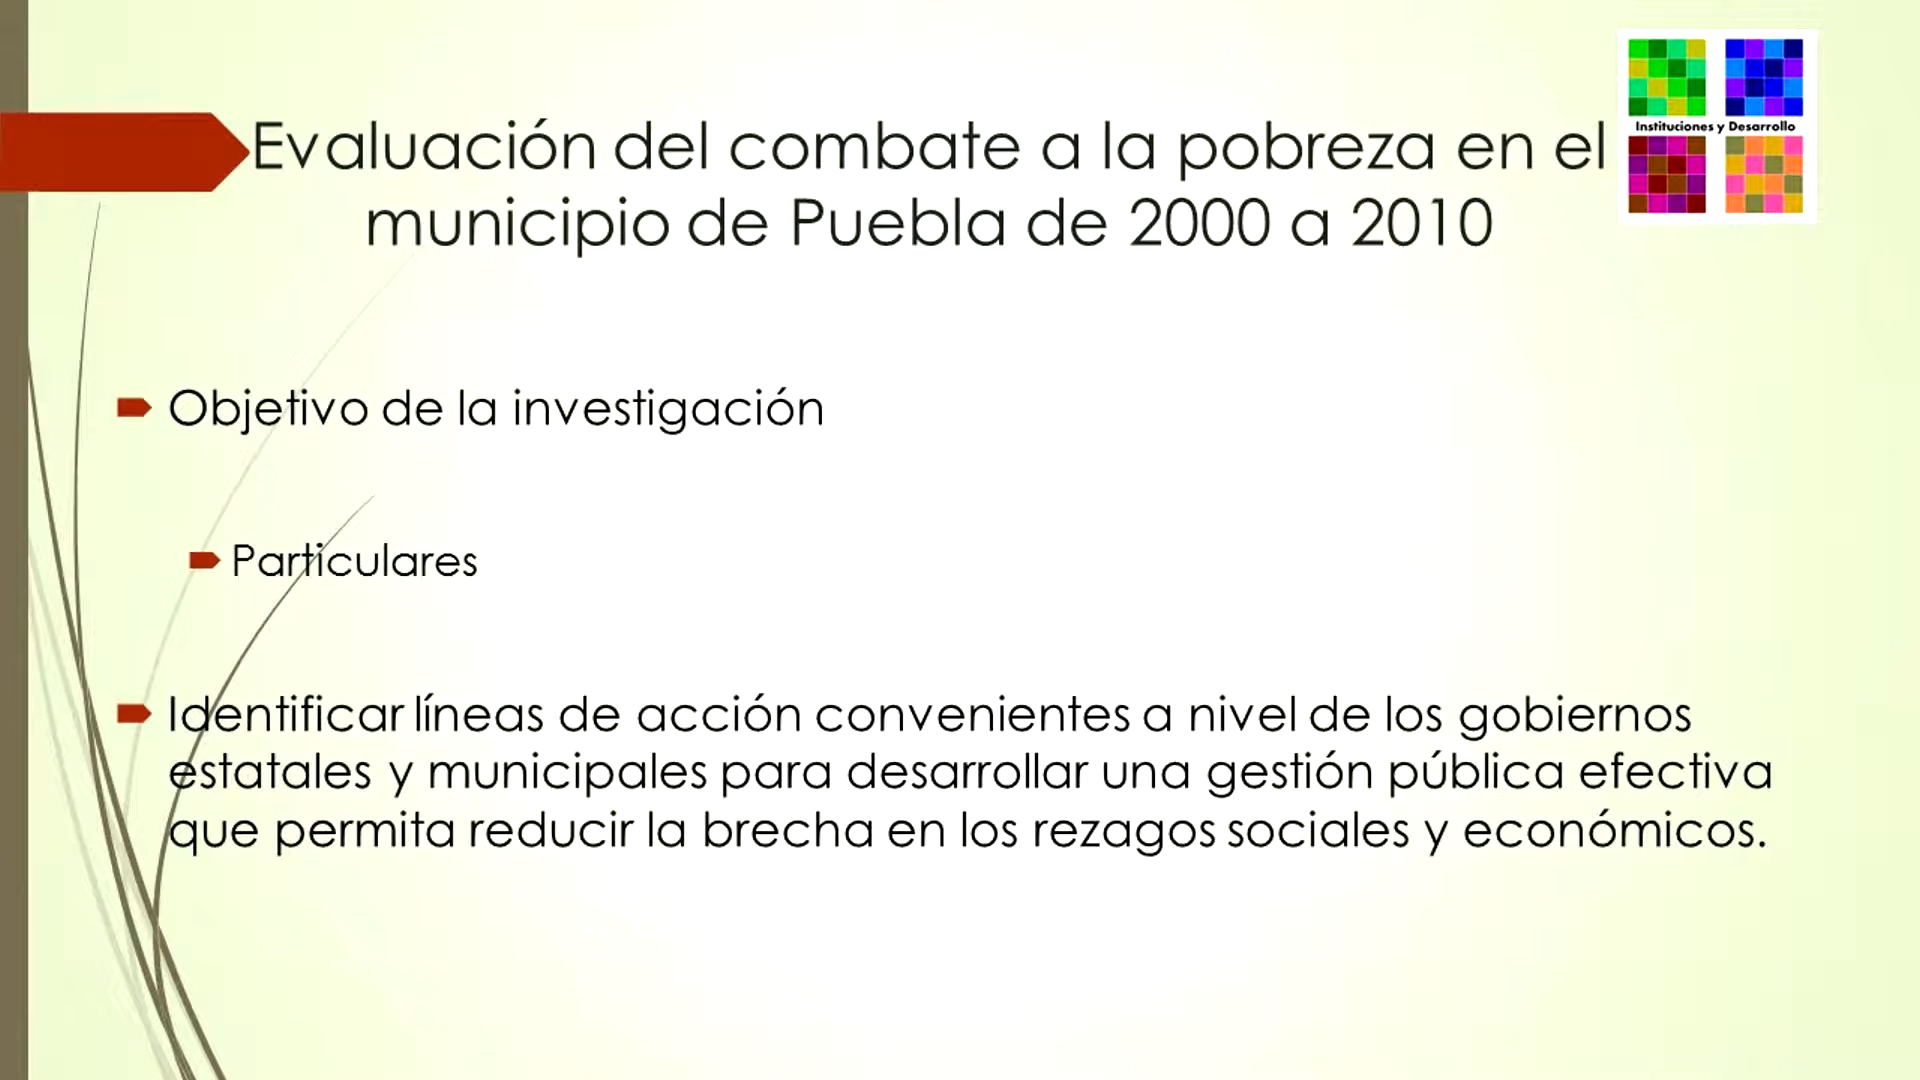 Evaluación del combate a la pobreza en el
municipio de Puebla de 2000 a 2010
Instituciones y Desarrollo
Objetivo de la investigación
Particulares
Identificar líneas de acción convenientes a nivel de los gobiernos
estatales y municipales para desarrollar una gestión pública efectiva
que permita reducir la brecha en los rezagos sociales y económicos.